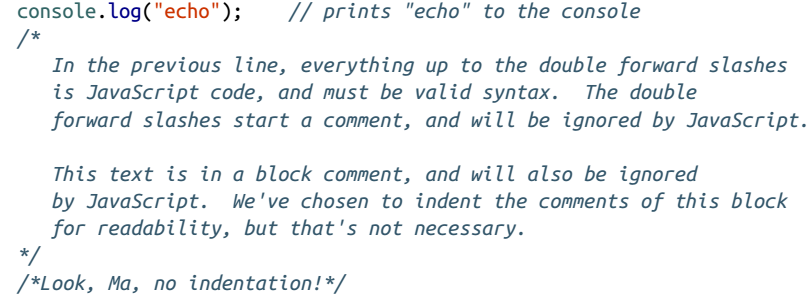 console.log("echo");    // prints "echo" to the console
/*
   In the previous line, everything up to the double forward slashes
   is JavaScript code, and must be valid syntax.  The double
   forward slashes start a comment, and will be ignored by JavaScript.

   This text is in a block comment, and will also be ignored
   by JavaScript.  We've chosen to indent the comments of this block
   for readability, but that's not necessary.
*/
/*Look, Ma, no indentation!*/